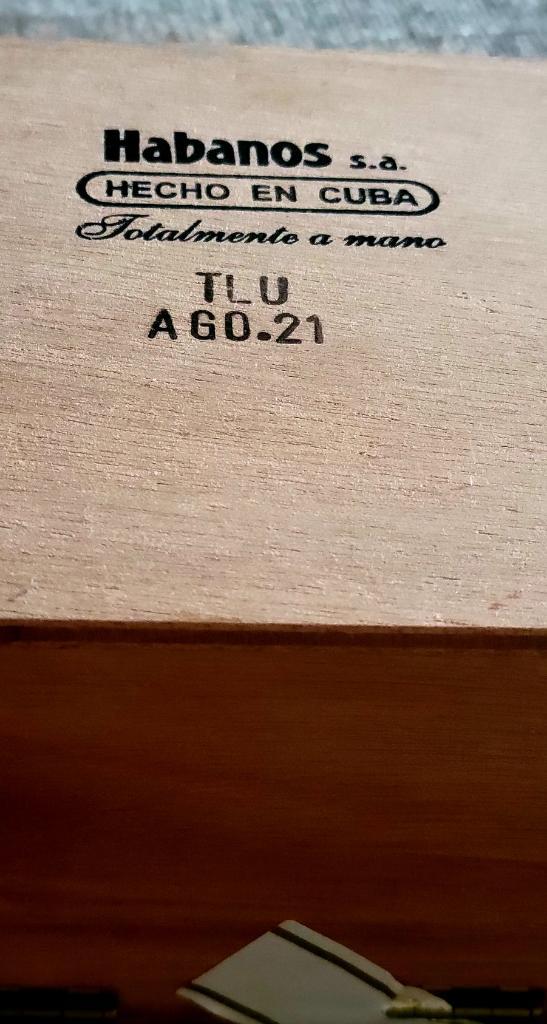 Habanos s.a.
HECHO EN CUBA
Totalmente a mano
TLU
AGO.21